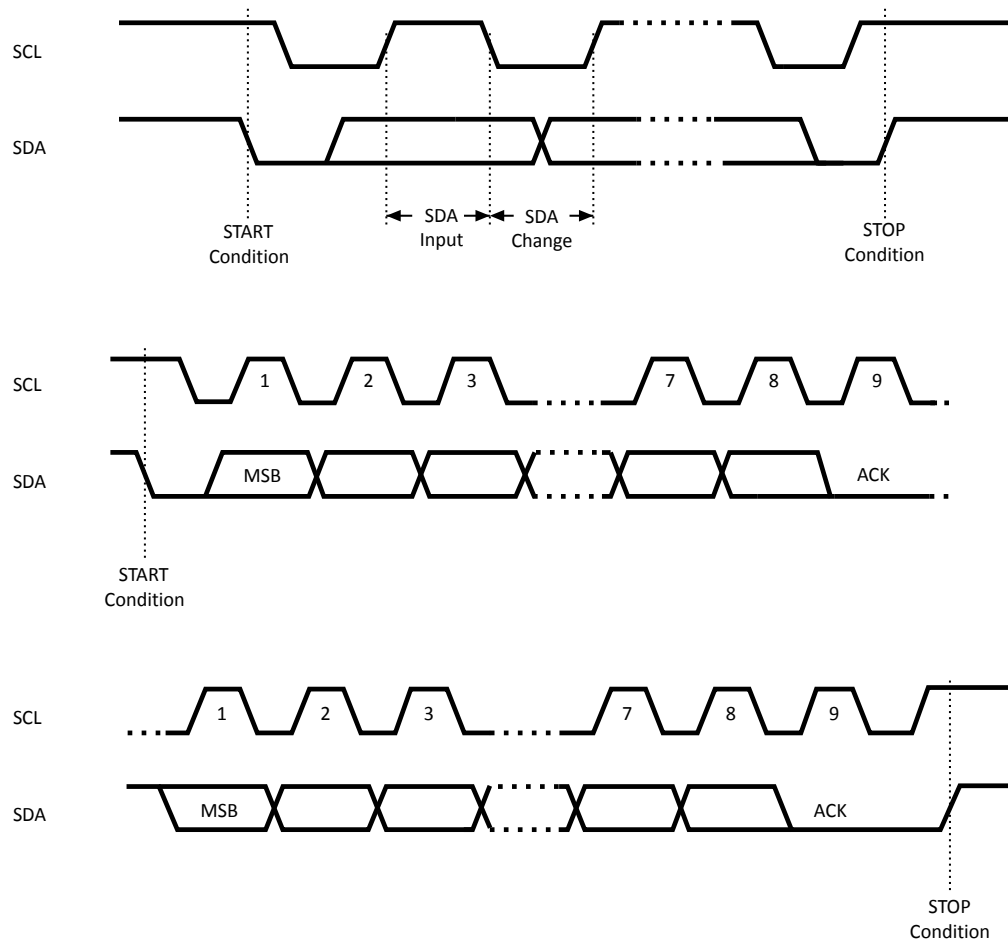 SCL
SDA
SDA
Input
SDA
Change
START
Condition
STOP
Condition
SCL
1
2
3
7
8
9
SDA
MSB
ACK
START
Condition
SCL
1
2
3
7
8
9
SDA
MSB
ACK
STOP
Condition